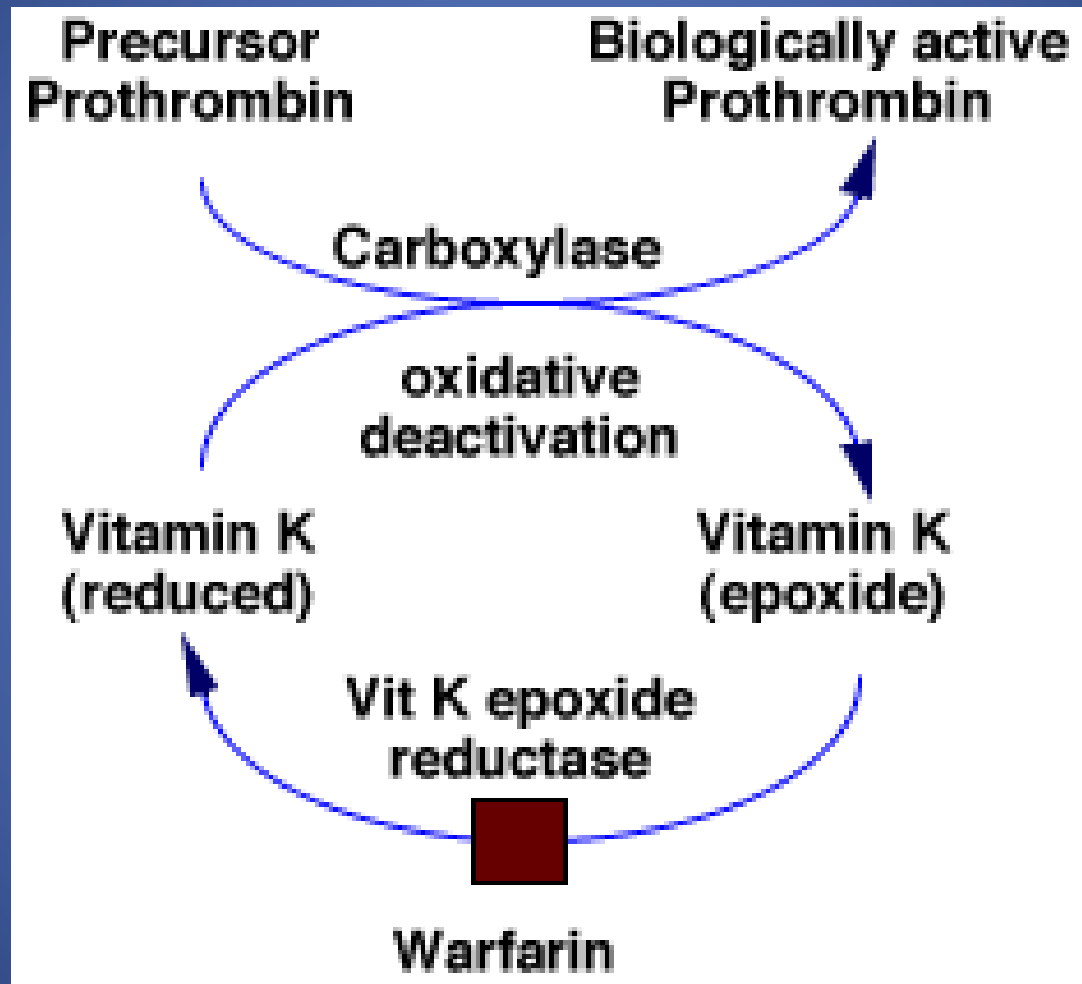 Precursor
Prothrombin
Biologically active
Prothrombin
Carboxylase
oxidative
deactivation
Vitamin K
(reduced)
Vitamin K
(epoxide)
Vit K epoxide
reductase
Warfarin